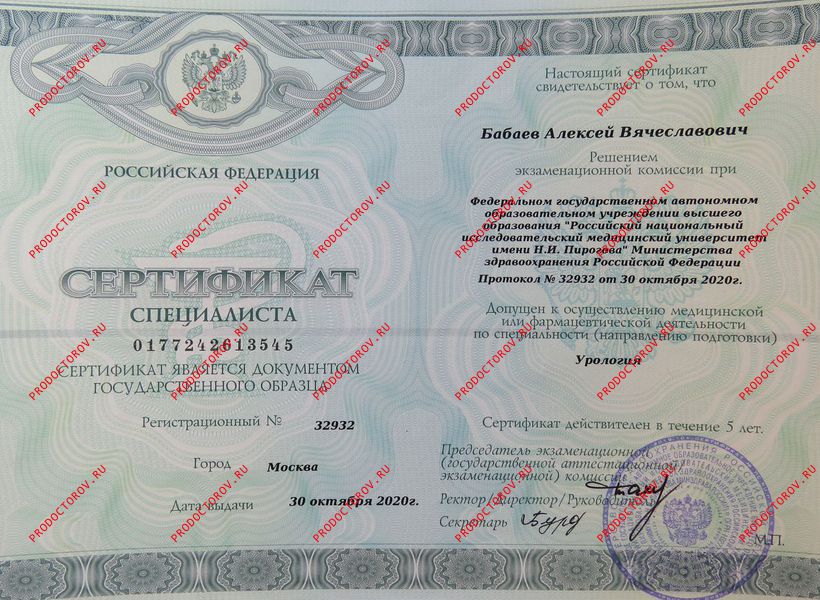 РОССИЙСКАЯ ФЕДЕРАЦИЯ
СЕРТИФИКАТ
СПЕЦИАЛИСТА
0177242613545
СЕРТИФИКАТ ЯВЛЯЕТСЯ ДОКУМЕНТОМ
ГОСУДАРСТВЕННОГО ОБРАЗЦА
Регистрационный № 32932
Город Москва
Дата выдачи 30 октября 2020г.
Настоящий сертификат
свидетельствует о том, что
Бабаев Алексей Вячеславович
Решением
экзаменационной комиссии при
Федеральном государственном автономном
образовательном учреждении высшего
образования "Российский национальный
исследовательский медицинский университет
имени Н.И. Пирогова" Министерства
здравоохранения Российской Федерации
Протокол № 32932 от 30 октября 2020г.
Допущен к осуществлению медицинской
или фармацевтической деятельности
по специальности (направлению подготовки)
Урология
Сертификат действителен в течение 5 лет.
Председатель экзаменационной
(государственной аттестационной/
экзаменационной) комиссии
Ректор/Директор/Руководитель
Секретарь
М.П.
PRODOCTOROV.RU